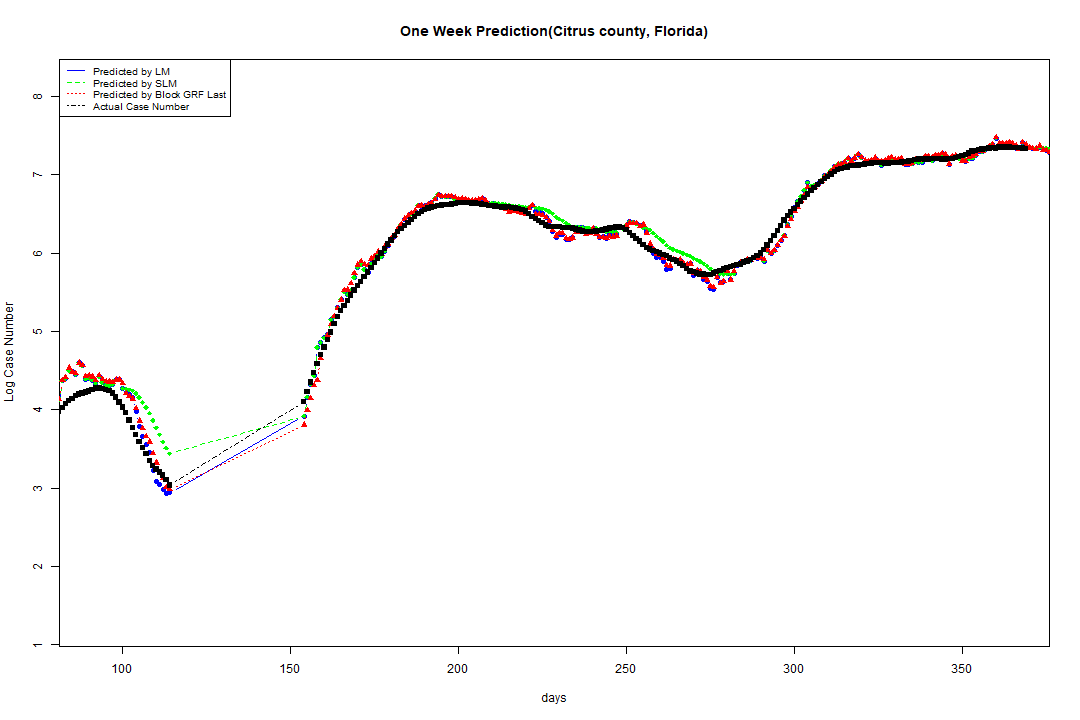 One Week Prediction(Citrus county, Florida)
Predicted by LM
Predicted by SLM
Predicted by Block GRF Last
Actual Case Number
8
7
6
5
4
3
2
1
Log Case Number
100 150 200 250 300 350
days